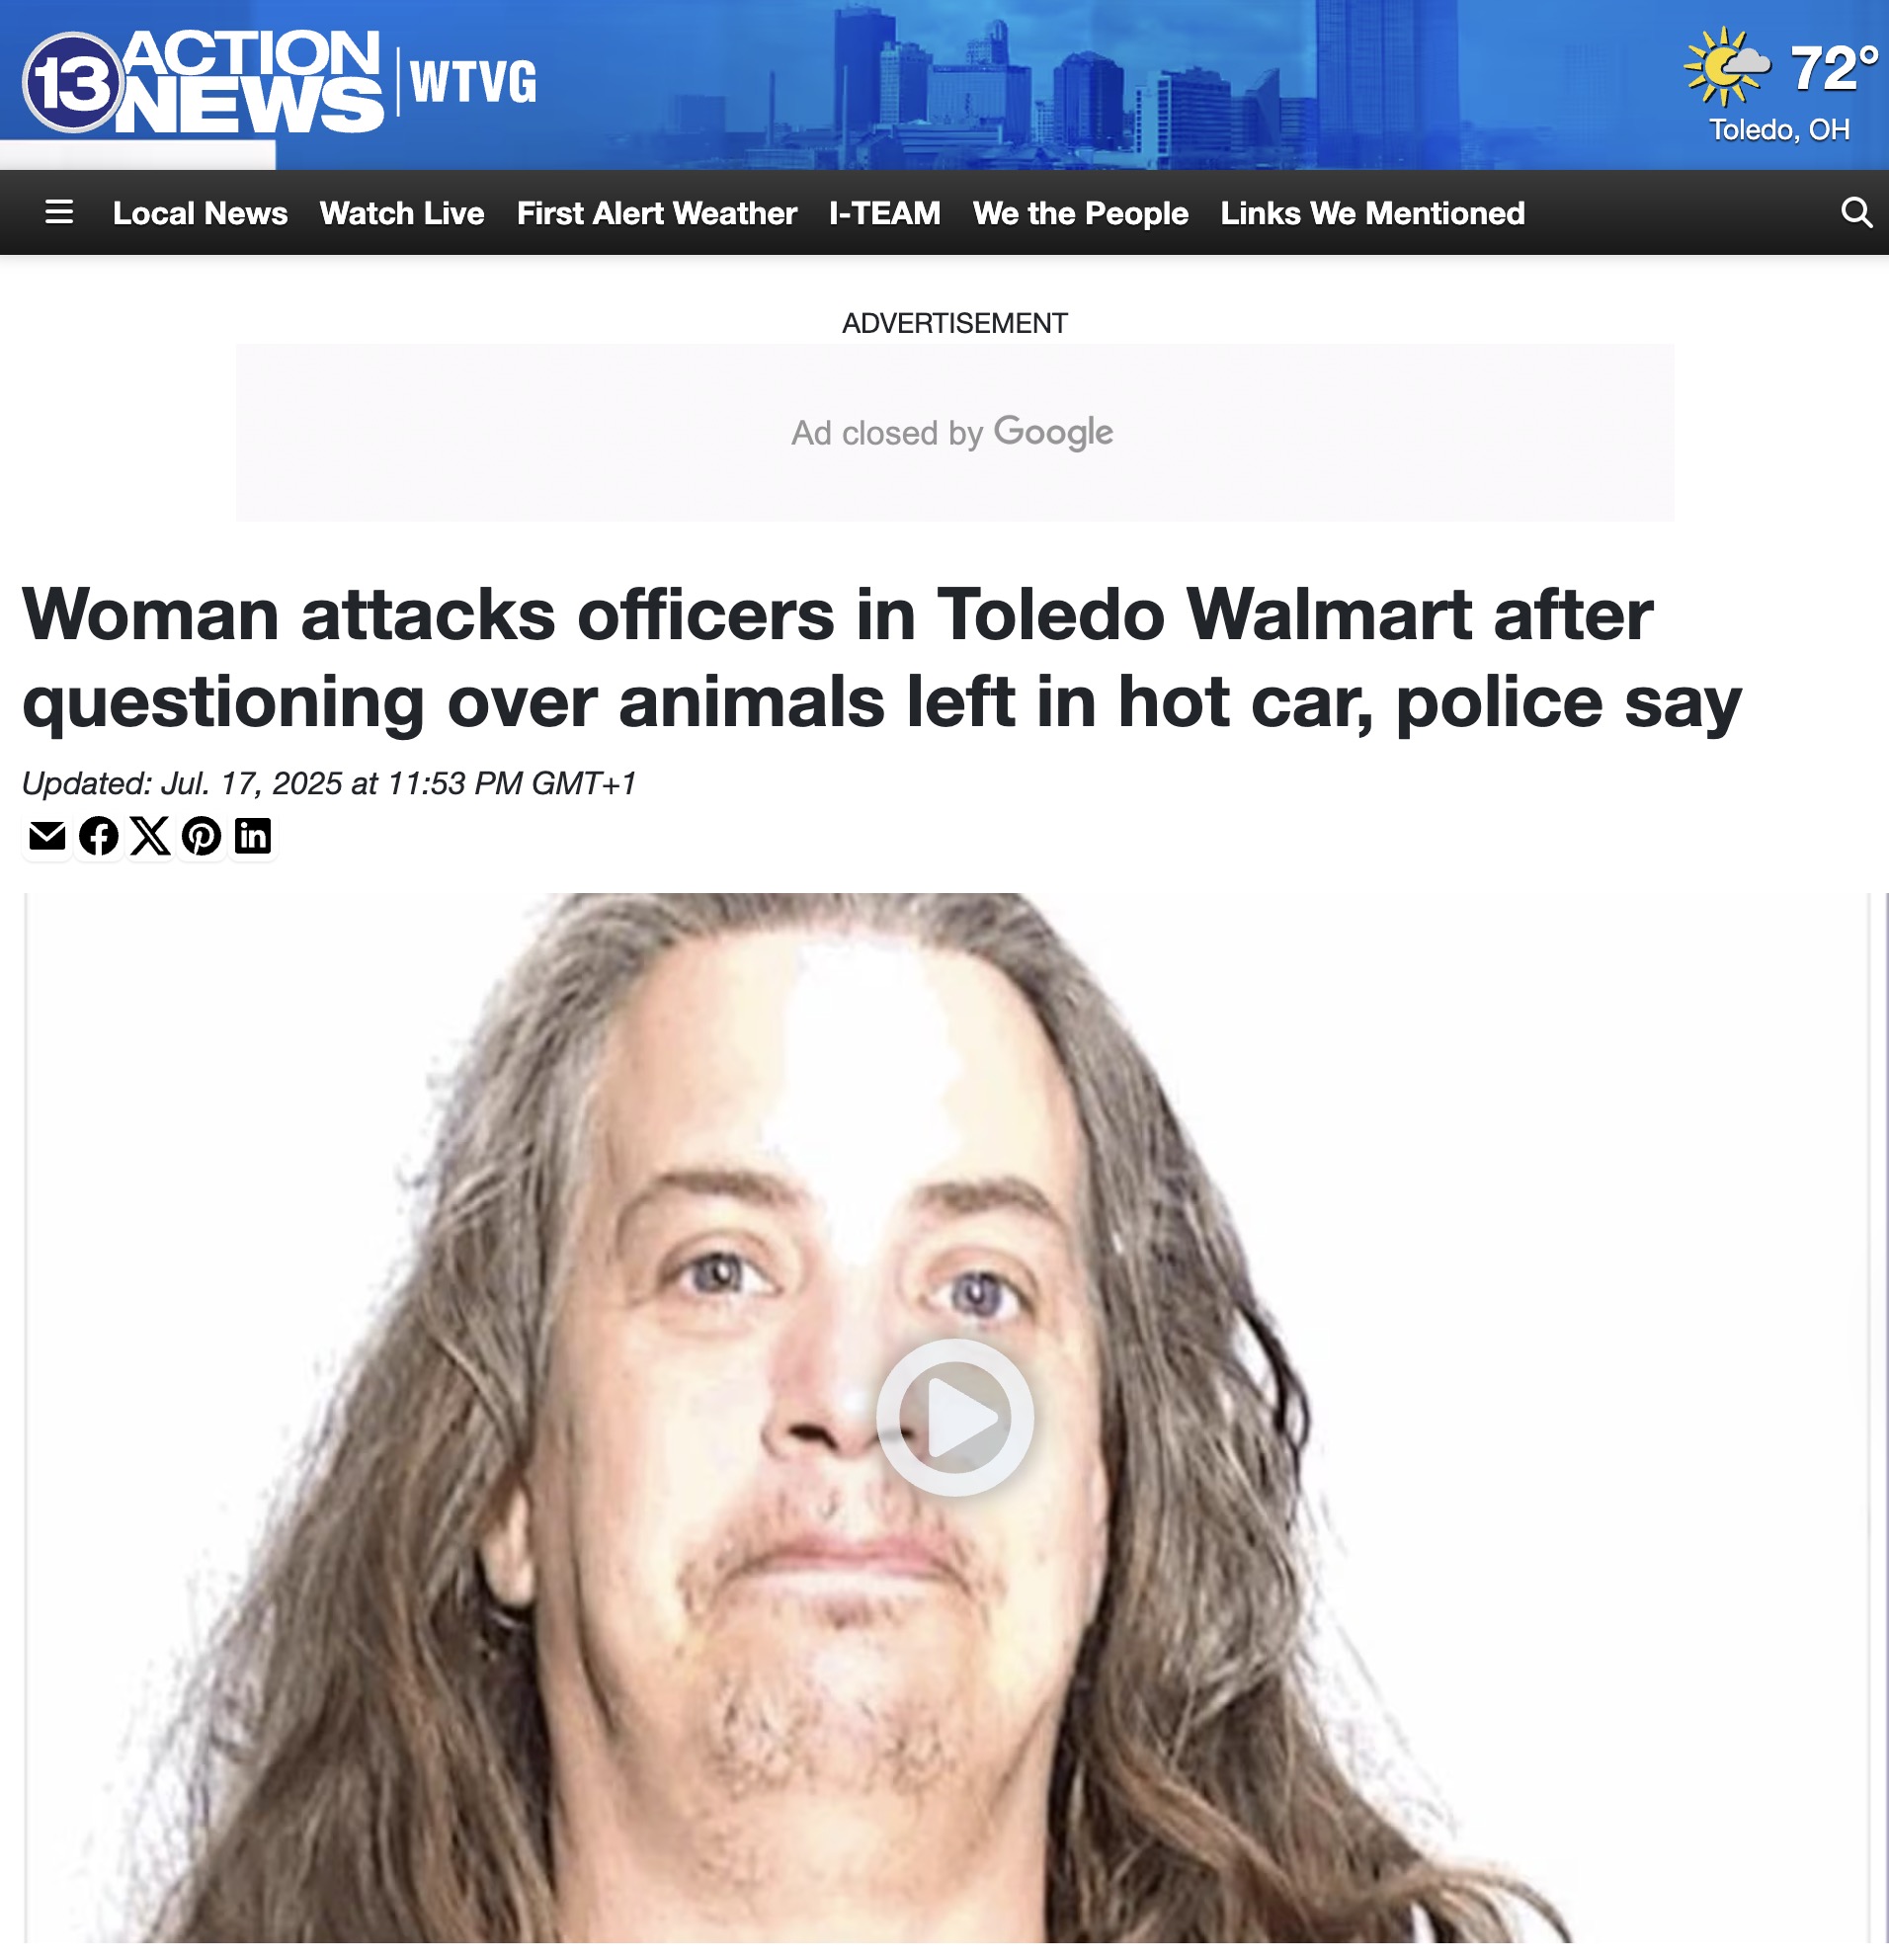 13 ACTION NEWS | WTVG
72°
Toledo, OH
Local News Watch Live First Alert Weather I-TEAM We the People Links We Mentioned
ADVERTISEMENT
Ad closed by Google
Woman attacks officers in Toledo Walmart after
questioning over animals left in hot car, police say
Updated: Jul. 17, 2025 at 11:53 PM GMT+1